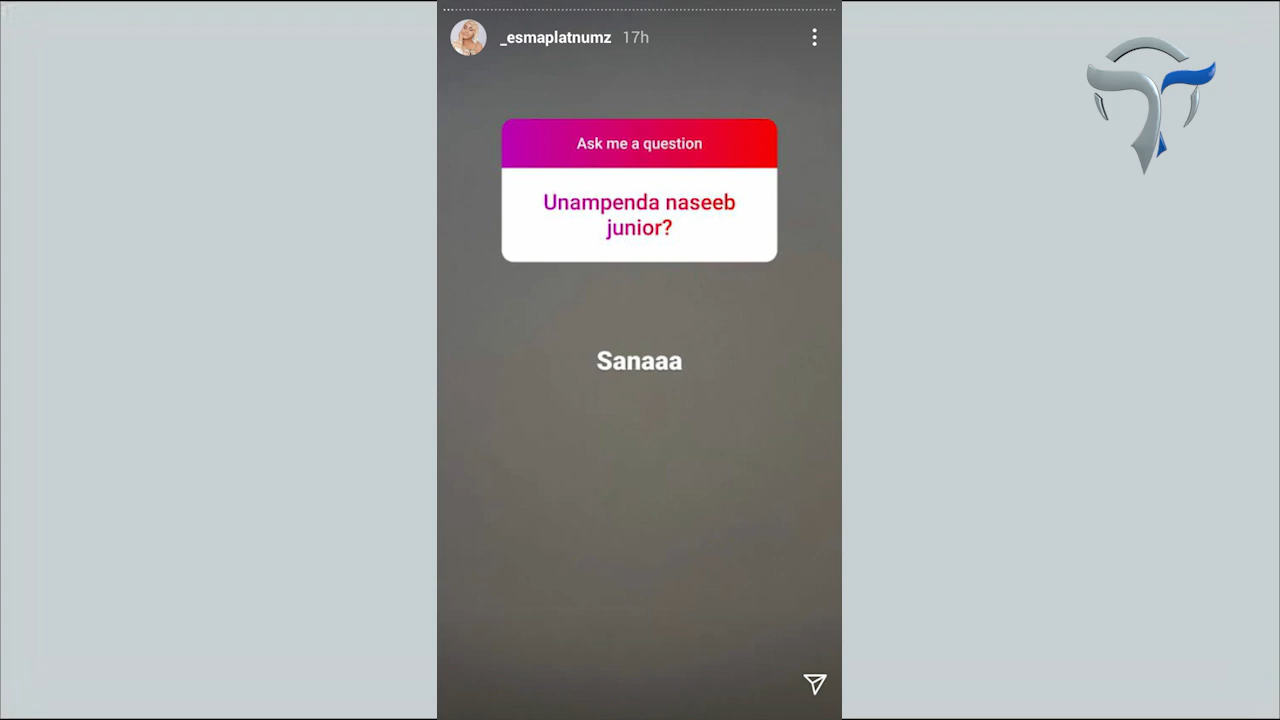 _esmaplatnumz 17h
Ask me a question
Unampenda naseeb
junior?
Sanaaa